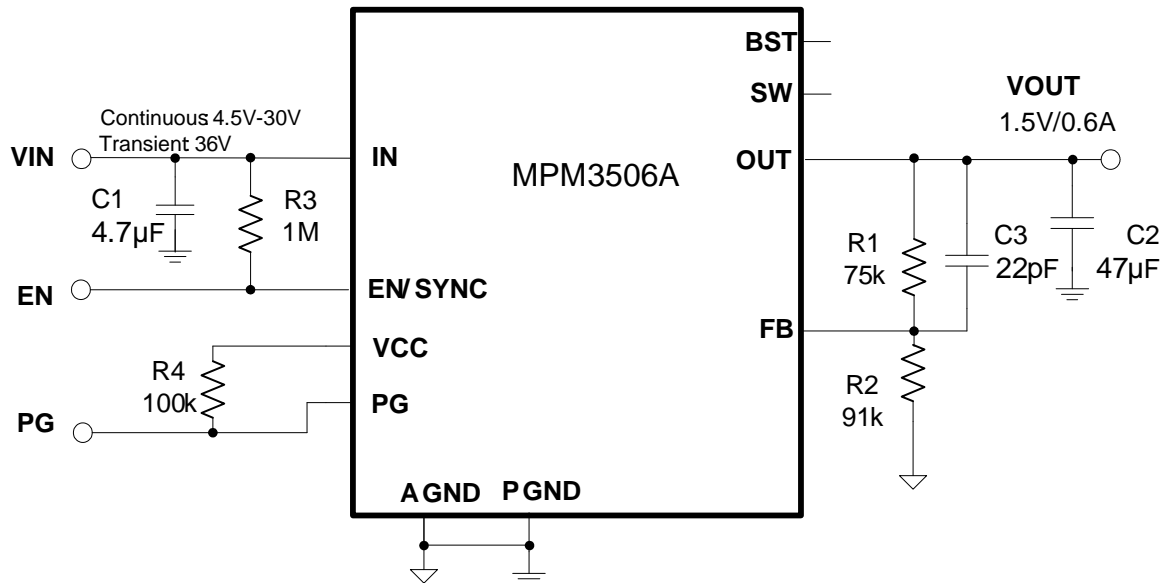 BST
SW
VOUT
1.5V/0.6A
Continuous: 4.5V-30V
Transient: 36V
VIN
IN
MPM3506A
OUT
C1
4.7µF
R3
1M
R1
75k
C3
22pF
C2
47µF
EN
EN/SYNC
FB
VCC
R4
100k
PG
PG
R2
91k
AGND
PGND